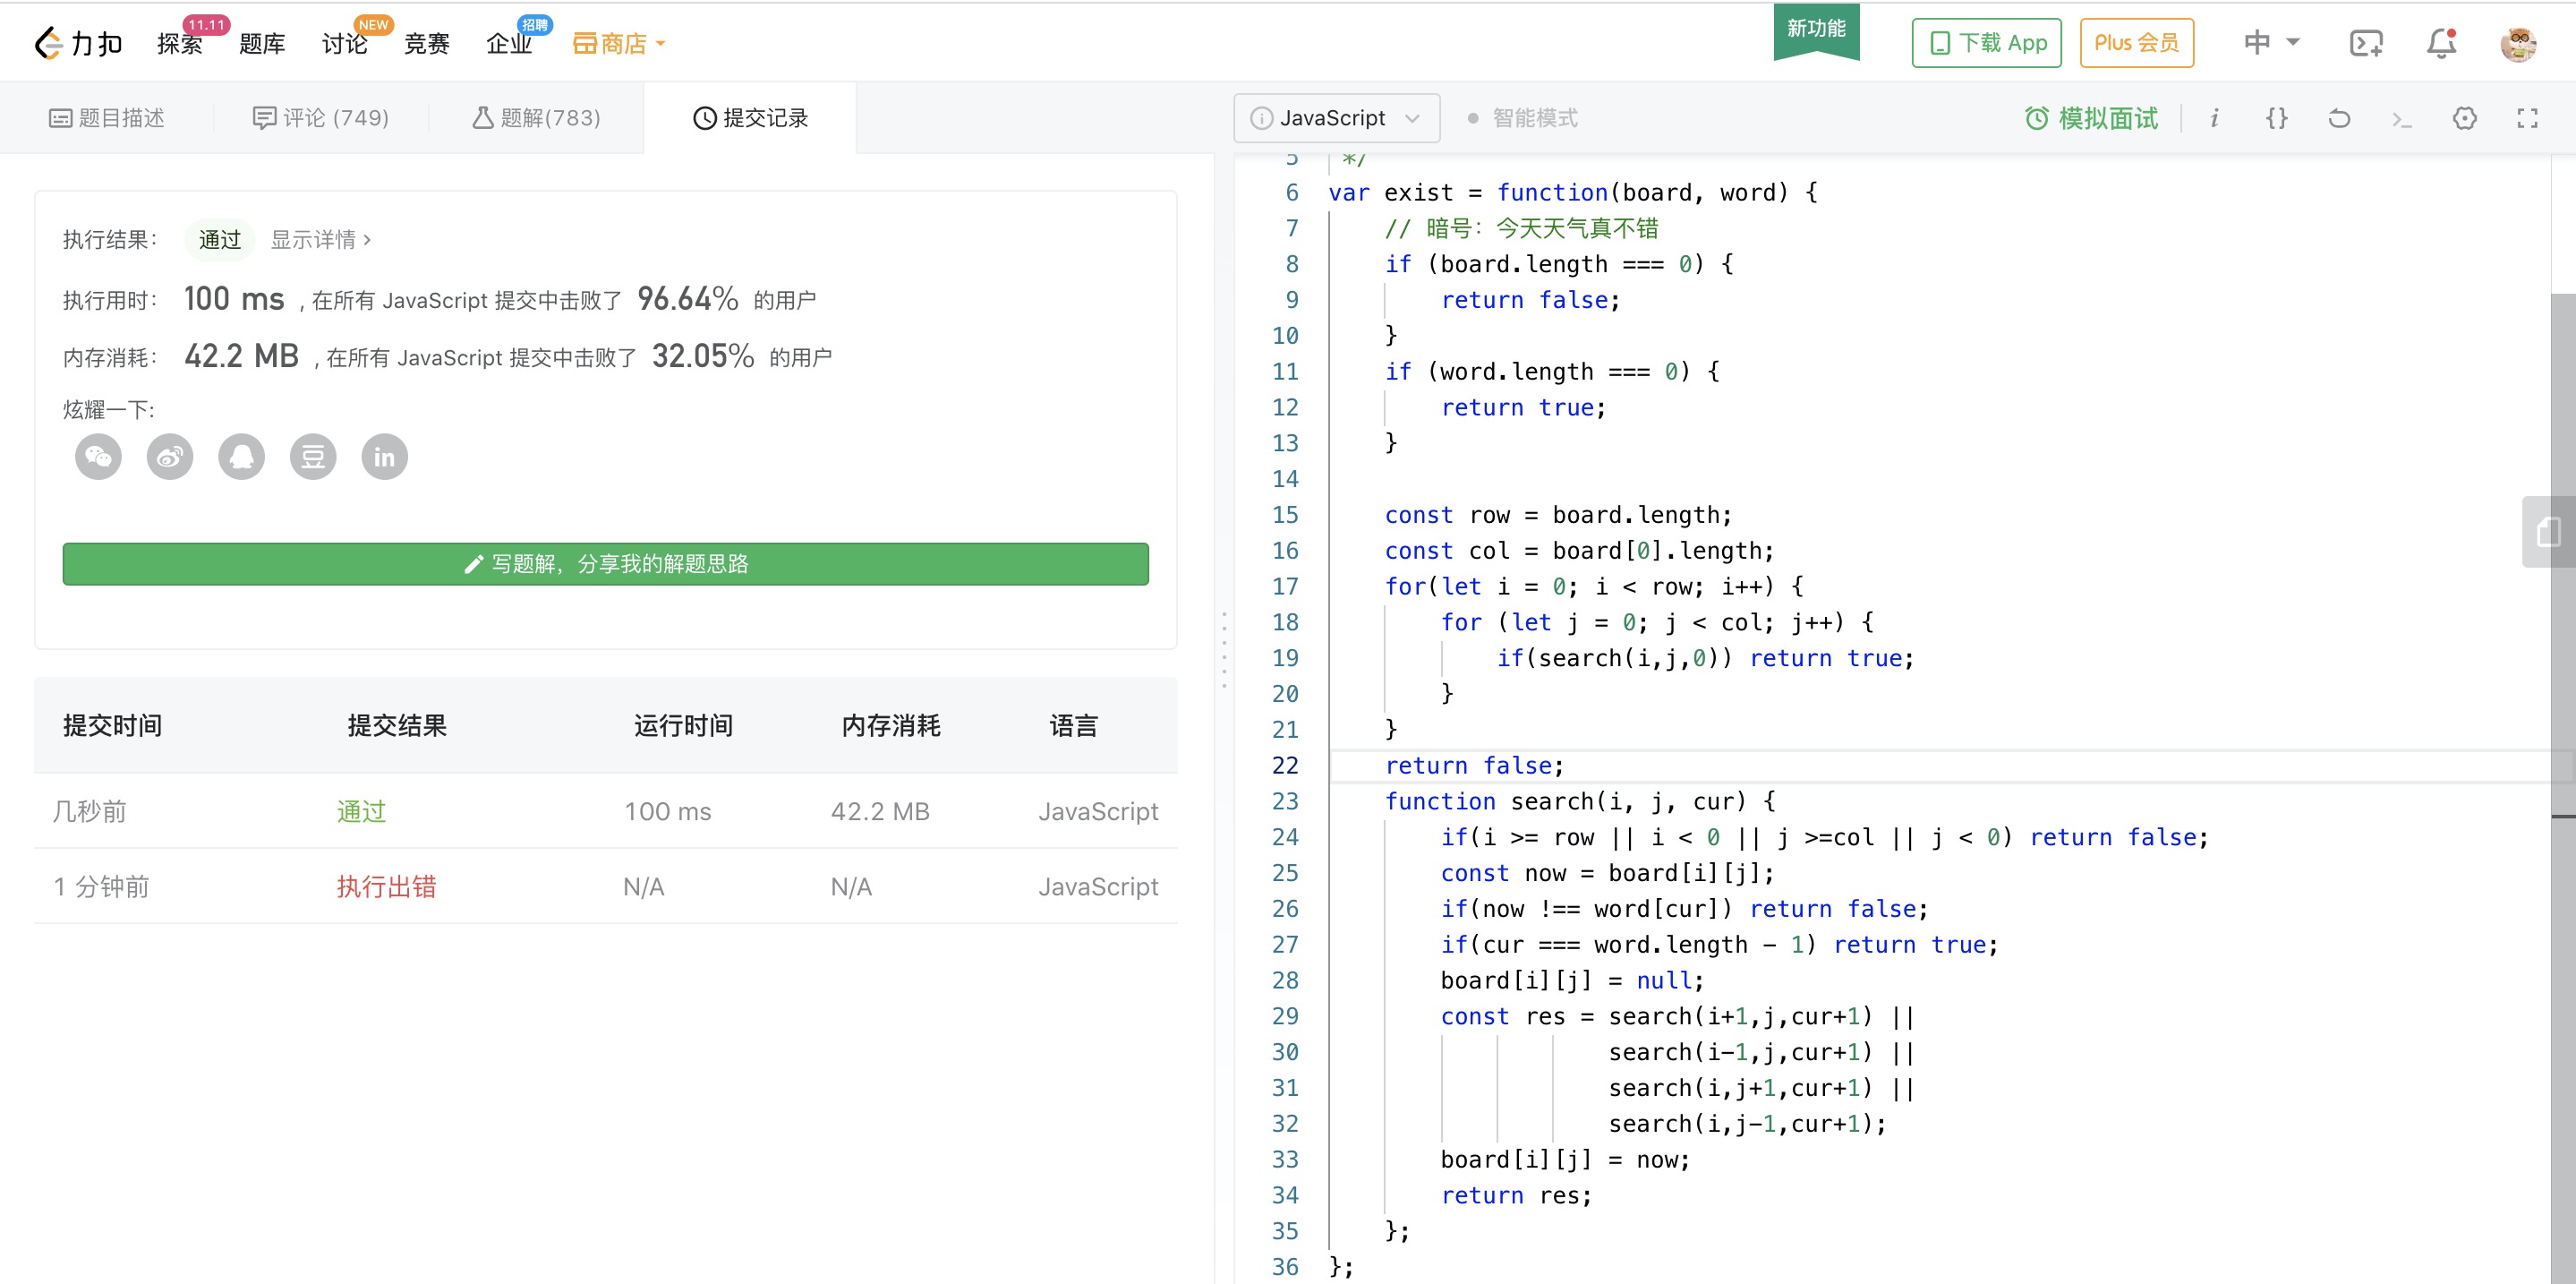 力扣 探索 11.11 题库 讨论 NEW 竞赛 企业 招聘 商店 新功能 下载 App Plus 会员 中
题目描述 评论 (749) 题解(783) 提交记录
执行结果： 通过 显示详情 >
执行用时： 100 ms , 在所有 JavaScript 提交中击败了 96.64% 的用户
内存消耗： 42.2 MB , 在所有 JavaScript 提交中击败了 32.05% 的用户
炫耀一下:
豆 in
写题解，分享我的解题思路
提交时间 提交结果 运行时间 内存消耗 语言
几秒前 通过 100 ms 42.2 MB JavaScript
1 分钟前 执行出错 N/A N/A JavaScript
i JavaScript 智能模式 模拟面试 i {} >_
5 */
6 var exist = function(board, word) {
7 // 暗号：今天天气真不错
8 if (board.length === 0) {
9 return false;
10 }
11 if (word.length === 0) {
12 return true;
13 }
14
15 const row = board.length;
16 const col = board[0].length;
17 for(let i = 0; i < row; i++) {
18 for (let j = 0; j < col; j++) {
19 if(search(i,j,0)) return true;
20 }
21 }
22 return false;
23 function search(i, j, cur) {
24 if(i >= row || i < 0 || j >=col || j < 0) return false;
25 const now = board[i][j];
26 if(now !== word[cur]) return false;
27 if(cur === word.length - 1) return true;
28 board[i][j] = null;
29 const res = search(i+1,j,cur+1) ||
30 search(i-1,j,cur+1) ||
31 search(i,j+1,cur+1) ||
32 search(i,j-1,cur+1);
33 board[i][j] = now;
34 return res;
35 };
36 };